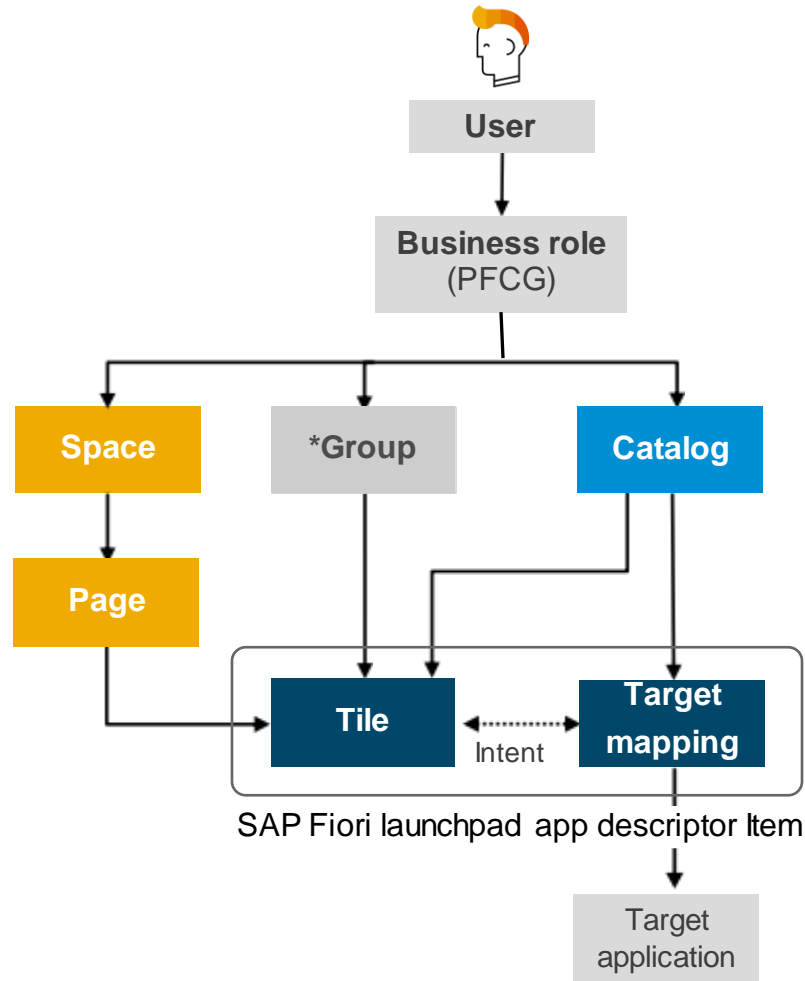 User
Business role
(PFCG)
Space
*Group
Catalog
Page
Tile
Intent
Target
mapping
SAP Fiori launchpad app descriptor Item
Target
application